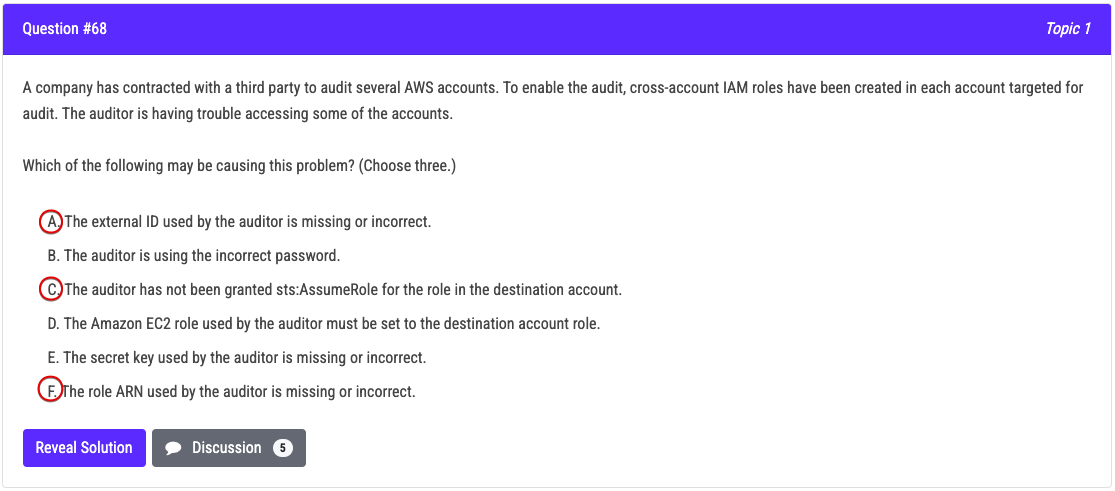 Question #68
Topic 1
A company has contracted with a third party to audit several AWS accounts. To enable the audit, cross-account IAM roles have been created in each account targeted for
audit. The auditor is having trouble accessing some of the accounts.
Which of the following may be causing this problem? (Choose three.)
A. The external ID used by the auditor is missing or incorrect.
B. The auditor is using the incorrect password.
C. The auditor has not been granted sts:AssumeRole for the role in the destination account.
D. The Amazon EC2 role used by the auditor must be set to the destination account role.
E. The secret key used by the auditor is missing or incorrect.
F. The role ARN used by the auditor is missing or incorrect.
Reveal Solution
Discussion 5